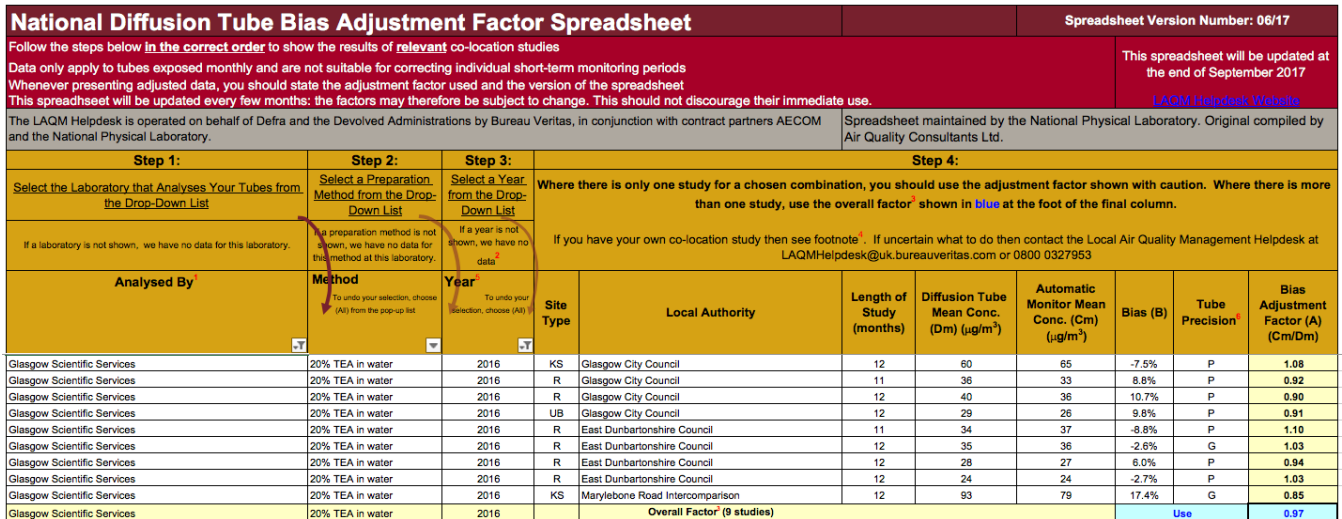 National Diffusion Tube Bias Adjustment Factor Spreadsheet
Spreadsheet Version Number: 06/17
Follow the steps below in the correct order to show the results of relevant co-location studies
Data only apply to tubes exposed monthly and are not suitable for correcting individual short-term monitoring periods
Whenever presenting adjusted data, you should state the adjustment factor used and the version of the spreadsheet
This spreadhseet will be updated every few months: the factors may therefore be subject to change. This should not discourage their immediate use.
This spreadsheet will be updated at
the end of September 2017
LAQM Helpdesk Website
The LAQM Helpdesk is operated on behalf of Defra and the Devolved Administrations by Bureau Veritas, in conjunction with contract partners AECOM
and the National Physical Laboratory.
Spreadsheet maintained by the National Physical Laboratory. Original compiled by
Air Quality Consultants Ltd.
Step 1:
Step 2:
Step 3:
Step 4:
Select the Laboratory that Analyses Your Tubes from
the Drop-Down List
Select a Preparation
Method from the Drop-
Down List
Select a Year
from the Drop-
Down List
Where there is only one study for a chosen combination, you should use the adjustment factor shown with caution. Where there is more
than one study, use the overall factor3 shown in blue at the foot of the final column.
If a laboratory is not shown, we have no data for this laboratory.
If a preparation method is not
shown, we have no data for
this method at this laboratory.
If a year is not
shown, we have no
data2
If you have your own co-location study then see footnote4. If uncertain what to do then contact the Local Air Quality Management Helpdesk at
LAQMHelpdesk@uk.bureauveritas.com or 0800 0327953
Analysed By1
Method
To undo your selection, choose
(All) from the pop-up list
Year5
To undo your
selection, choose (All)
Site
Type
Local Authority
Length of
Study
(months)
Diffusion Tube
Mean Conc.
(Dm) (μg/m3)
Automatic
Monitor Mean
Conc. (Cm)
(μg/m3)
Bias (B)
Tube
Precision6
Bias
Adjustment
Factor (A)
(Cm/Dm)
Glasgow Scientific Services 20% TEA in water 2016 KS Glasgow City Council 12 60 65 -7.5% P 1.08
Glasgow Scientific Services 20% TEA in water 2016 R Glasgow City Council 11 36 33 8.8% P 0.92
Glasgow Scientific Services 20% TEA in water 2016 R Glasgow City Council 12 40 36 10.7% P 0.90
Glasgow Scientific Services 20% TEA in water 2016 UB Glasgow City Council 12 29 26 9.8% P 0.91
Glasgow Scientific Services 20% TEA in water 2016 R East Dunbartonshire Council 11 34 37 -8.8% P 1.10
Glasgow Scientific Services 20% TEA in water 2016 R East Dunbartonshire Council 12 35 36 -2.6% G 1.03
Glasgow Scientific Services 20% TEA in water 2016 R East Dunbartonshire Council 12 28 27 6.0% P 0.94
Glasgow Scientific Services 20% TEA in water 2016 R East Dunbartonshire Council 12 24 24 -2.7% P 1.03
Glasgow Scientific Services 20% TEA in water 2016 KS Marylebone Road Intercomparison 12 93 79 17.4% G 0.85
Glasgow Scientific Services 20% TEA in water 2016 Overall Factor3 (9 studies) Use 0.97